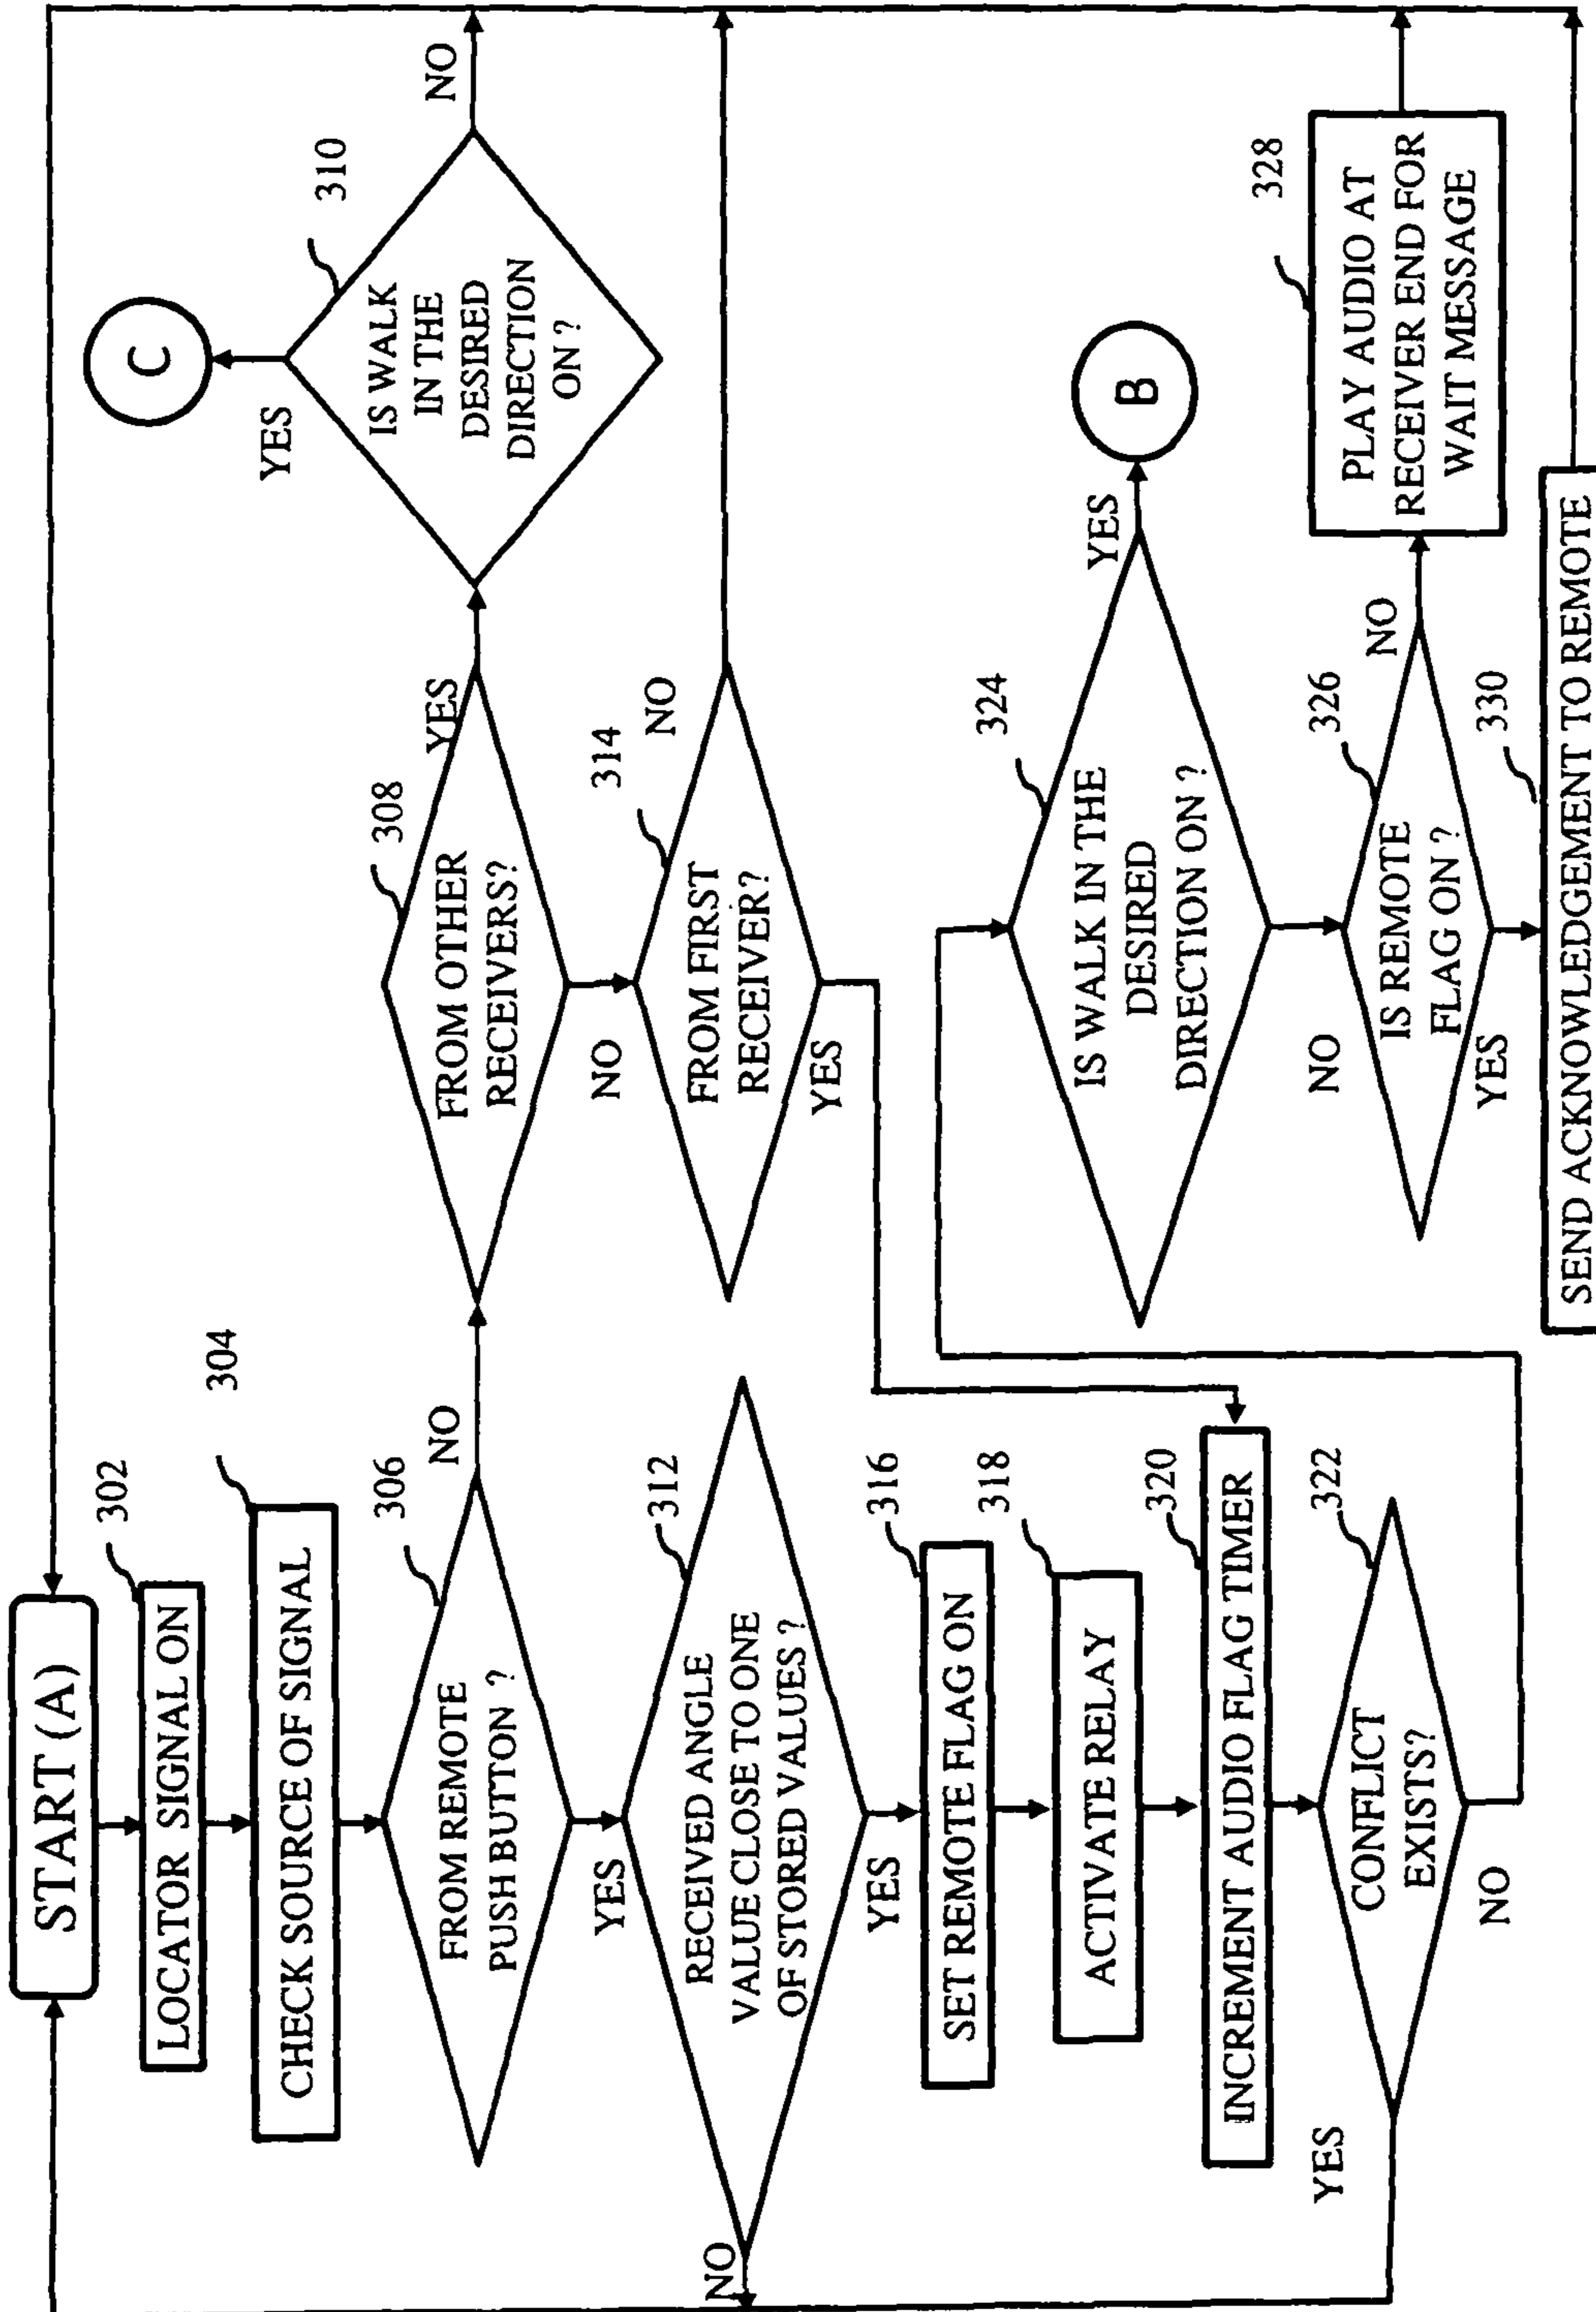 START (A)
302
LOCATOR SIGNAL ON
304
CHECK SOURCE OF SIGNAL
306
FROM REMOTE
PUSH BUTTON ?
NO
YES
308
FROM OTHER
RECEIVERS?
YES
NO
310
IS WALK
IN THE
DESIRED
DIRECTION
ON ?
YES
NO
C
312
RECEIVED ANGLE
VALUE CLOSE TO ONE
OF STORED VALUES ?
NO
YES
314
FROM FIRST
RECEIVER?
NO
YES
316
SET REMOTE FLAG ON
318
ACTIVATE RELAY
320
INCREMENT AUDIO FLAG TIMER
322
CONFLICT
EXISTS?
YES
NO
324
IS WALK IN THE
DESIRED
DIRECTION ON ?
YES
NO
B
326
IS REMOTE
FLAG ON ?
NO
YES
328
PLAY AUDIO AT
RECEIVER END FOR
WAIT MESSAGE
330
SEND ACKNOWLEDGEMENT TO REMOTE